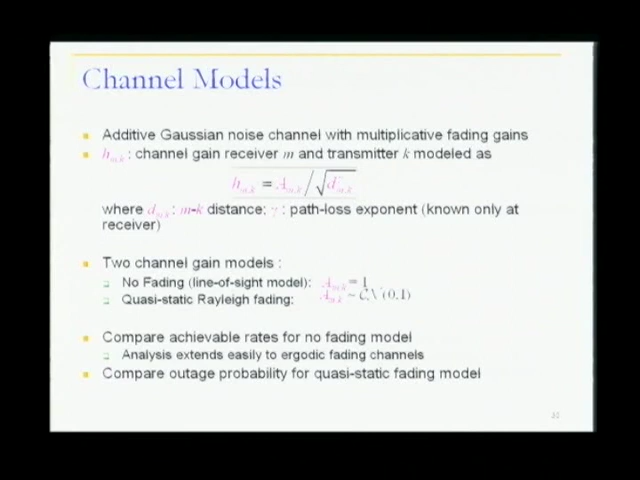 Channel Models
Additive Gaussian noise channel with multiplicative fading gains
h_{m,k} : channel gain receiver m and transmitter k modeled as
h_{m,k} = A_{m,k} / √(d_{m,k}^γ)
where d_{m,k} : m-k distance; γ : path-loss exponent (known only at
receiver)
Two channel gain models :
No Fading (line-of-sight model): A_{m,k} = 1
Quasi-static Rayleigh fading: A_{m,k} ~ CN(0,1)
Compare achievable rates for no fading model
Analysis extends easily to ergodic fading channels
Compare outage probability for quasi-static fading model